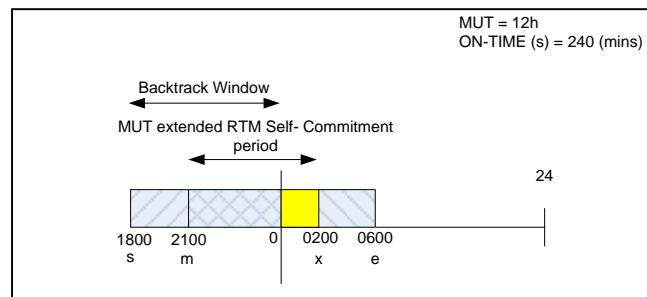 MUT = 12h
ON-TIME (s) = 240 (mins)
Backtrack Window
MUT extended RTM Self- Commitment
period
24
1800 2100 0 0200 0600
s m x e